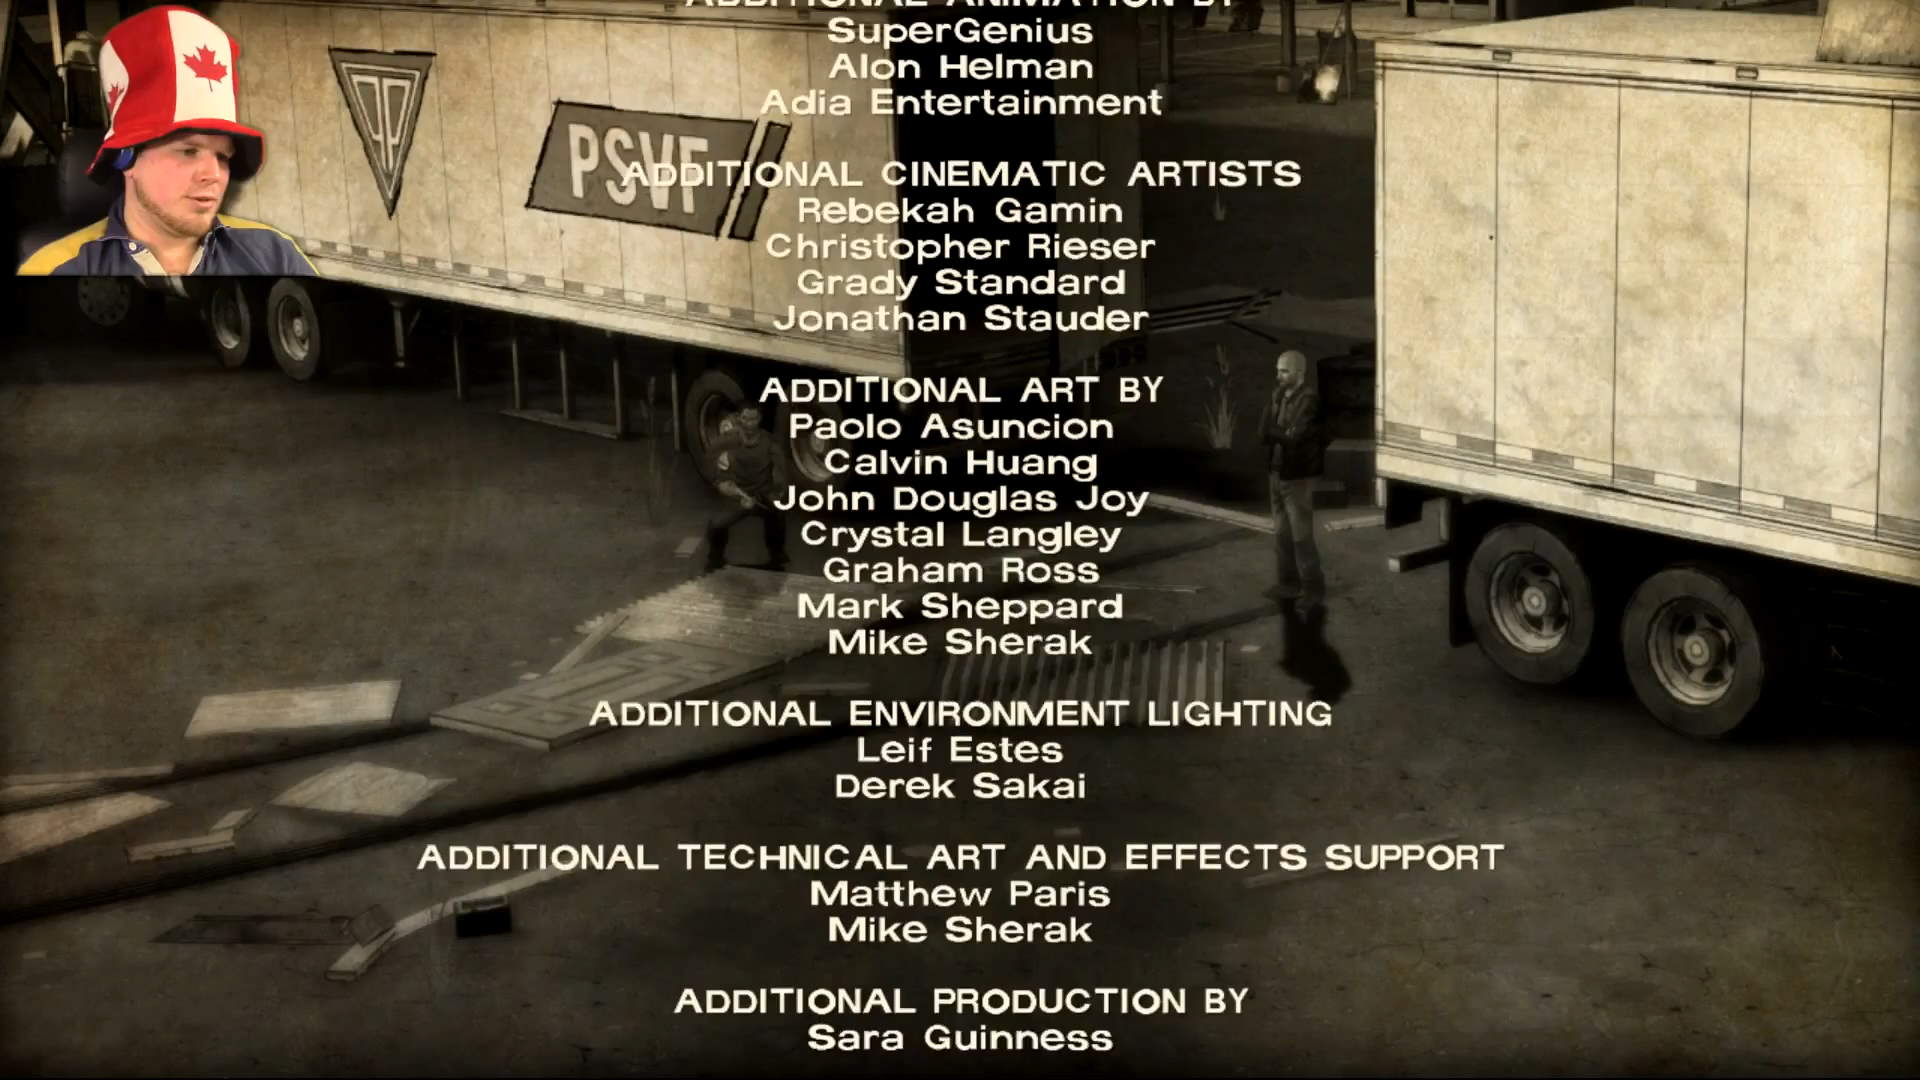 ADDITIONAL ANIMATION BY
SuperGenius
Alon Helman
Adia Entertainment
PSVF
ADDITIONAL CINEMATIC ARTISTS
Rebekah Gamin
Christopher Rieser
Grady Standard
Jonathan Stauder
ADDITIONAL ART BY
Paolo Asuncion
Calvin Huang
John Douglas Joy
Crystal Langley
Graham Ross
Mark Sheppard
Mike Sherak
ADDITIONAL ENVIRONMENT LIGHTING
Leif Estes
Derek Sakai
ADDITIONAL TECHNICAL ART AND EFFECTS SUPPORT
Matthew Paris
Mike Sherak
ADDITIONAL PRODUCTION BY
Sara Guinness